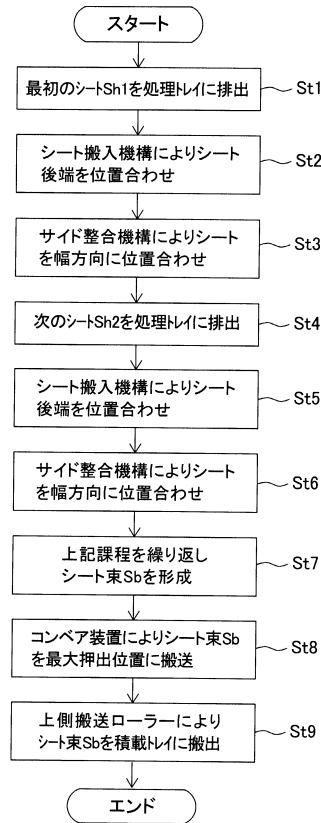 スタート
最初のシートSh1を処理トレイに排出
St1
シート搬入機構によりシート
後端を位置合わせ
St2
サイド整合機構によりシート
を幅方向に位置合わせ
St3
次のシートSh2を処理トレイに排出
St4
シート搬入機構によりシート
後端を位置合わせ
St5
サイド整合機構によりシート
を幅方向に位置合わせ
St6
上記課程を繰り返し
シート束Sbを形成
St7
コンベア装置によりシート束Sb
を最大押出位置に搬送
St8
上側搬送ローラーにより
シート束Sbを積載トレイに搬出
St9
エンド